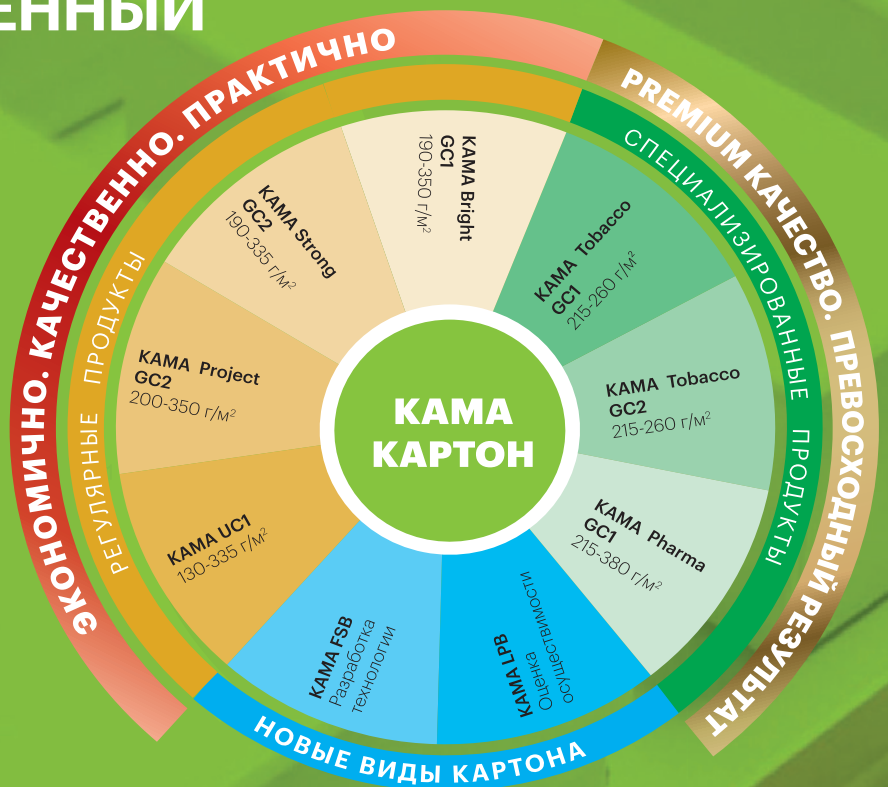 ЕННЫЙ
ЭКОНОМИЧНО. КАЧЕСТВЕННО. ПРАКТИЧНО
PREMIUM КАЧЕСТВО. ПРЕВОСХОДНЫЙ РЕЗУЛЬТАТ
РЕГУЛЯРНЫЕ ПРОДУКТЫ
СПЕЦИАЛИЗИРОВАННЫЕ ПРОДУКТЫ
НОВЫЕ ВИДЫ КАРТОНА
KAMA Bright
GC1
190-350 г/м²
KAMA Tobacco
GC1
215-260 г/м²
KAMA Tobacco
GC2
215-260 г/м²
KAMA Pharma
GC1
215-380 г/м²
KAMA LPB
Оценка
осуществимости
KAMA FSB
Разработка
технологии
KAMA UC1
130-335 г/м²
KAMA Project
GC2
200-350 г/м²
KAMA Strong
GC2
190-335 г/м²
КАМА
КАРТОН